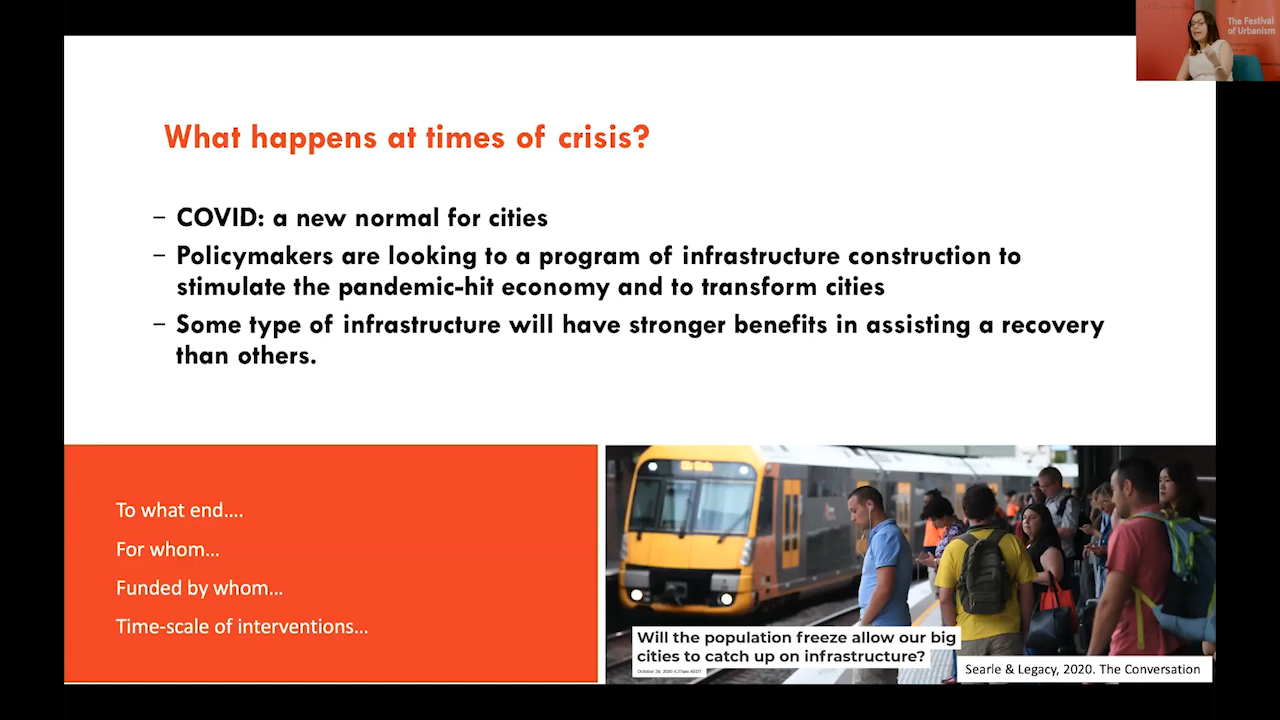 The Festival
of Urbanism
What happens at times of crisis?
– COVID: a new normal for cities
– Policymakers are looking to a program of infrastructure construction to
stimulate the pandemic-hit economy and to transform cities
– Some type of infrastructure will have stronger benefits in assisting a recovery
than others.
To what end....
For whom...
Funded by whom...
Time-scale of interventions...
Will the population freeze allow our big
cities to catch up on infrastructure?
Searle & Legacy, 2020. The Conversation